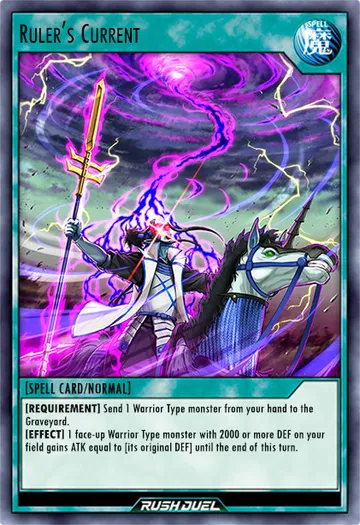 Ruler's Current
SPELL
魔
[SPELL CARD/NORMAL]
[REQUIREMENT] Send 1 Warrior Type monster from your hand to the
Graveyard.
[EFFECT] 1 face-up Warrior Type monster with 2000 or more DEF on your
field gains ATK equal to [its original DEF] until the end of this turn.
RUSH DUEL